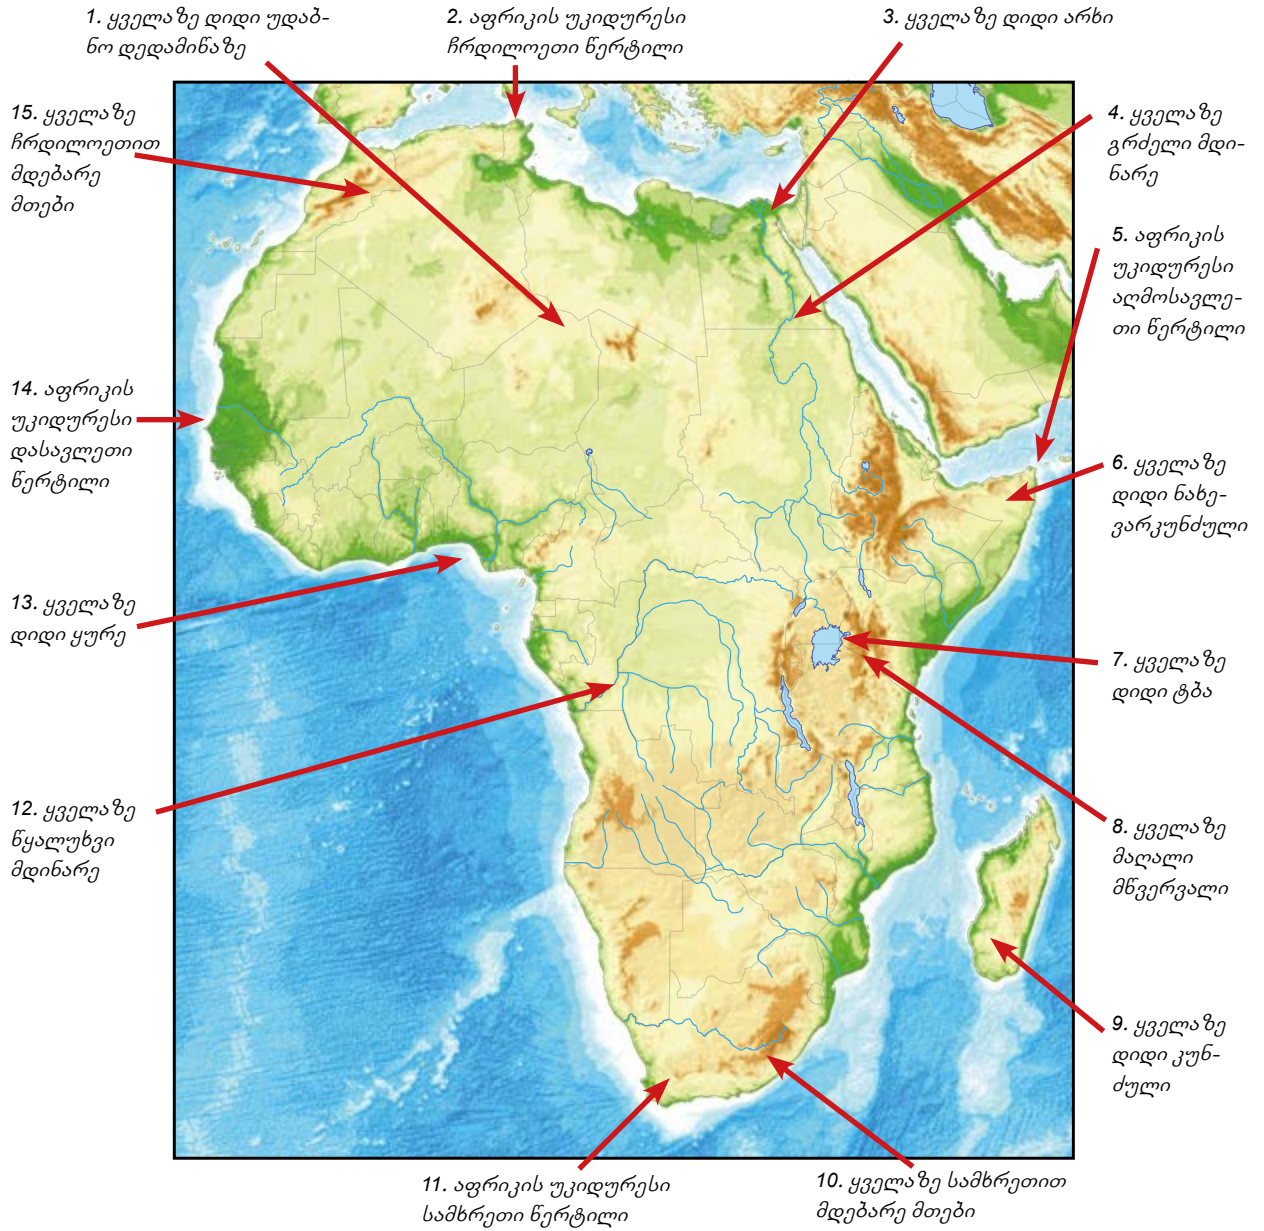 1. ყველაზე დიდი უდაბ-
ნო დედამიწაზე
2. აფრიკის უკიდურესი
ჩრდილოეთი წერტილი
3. ყველაზე დიდი არხი
4. ყველაზე
გრძელი მდი-
ნარე
5. აფრიკის
უკიდურესი
აღმოსავლე-
თი წერტილი
6. ყველაზე
დიდი ნახე-
ვარკუნძული
7. ყველაზე
დიდი ტბა
8. ყველაზე
მაღალი
მწვერვალი
9. ყველაზე
დიდი კუნ-
ძული
10. ყველაზე სამხრეთით
მდებარე მთები
11. აფრიკის უკიდურესი
სამხრეთი წერტილი
12. ყველაზე
წყალუხვი
მდინარე
13. ყველაზე
დიდი ყურე
14. აფრიკის
უკიდურესი
დასავლეთი
წერტილი
15. ყველაზე
ჩრდილოეთით
მდებარე
მთები